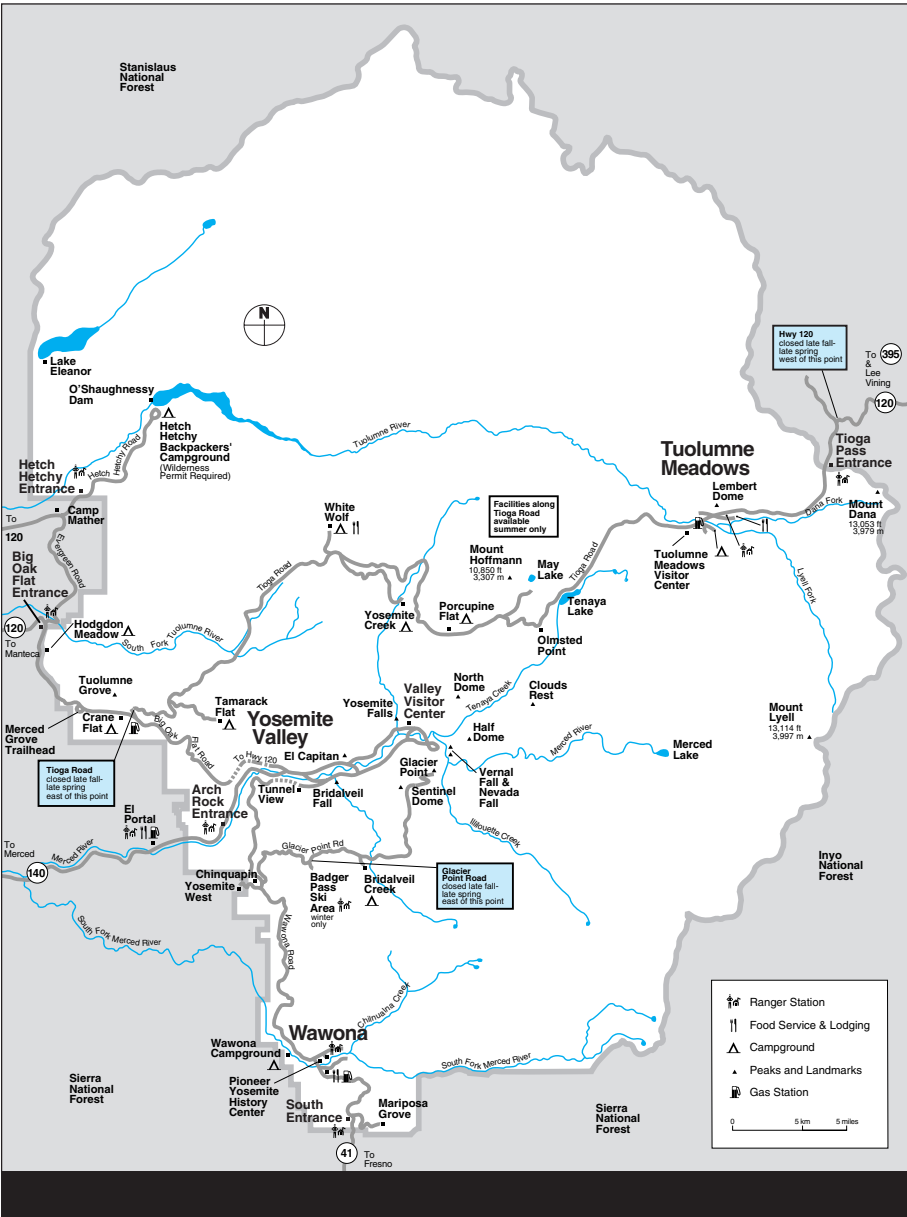 Stanislaus
National
Forest
N
Hwy 120
closed late fall-
late spring
west of this point
To
&
Lee
Vining
395
120
Lake
Eleanor
O'Shaughnessy
Dam
Hetch
Hetchy
Backpackers'
Campground
(Wilderness
Permit Required)
Hetch Hetchy Road
Hetch
Hetchy
Entrance
Tuolumne River
Tuolumne
Meadows
Tioga
Pass
Entrance
Lembert
Dome
Dana Fork
Mount
Dana
13,053 ft
3,979 m
Camp
Mather
To
120
White
Wolf
Facilities along
Tioga Road
available
summer only
Tuolumne
Meadows
Visitor
Center
Lyell Fork
Evergreen Road
Big
Oak
Flat
Entrance
Tioga Road
Mount
Hoffmann
10,850 ft
3,307 m
May
Lake
Tioga Road
Tenaya
Lake
120
To
Manteca
Hodgdon
Meadow
South Fork Tuolumne River
Yosemite
Creek
Porcupine
Flat
Olmsted
Point
Tuolumne
Grove
Tamarack
Flat
Yosemite
Falls
Valley
Visitor
Center
North
Dome
Tenaya Creek
Clouds
Rest
Mount
Lyell
13,114 ft
3,997 m
Merced
Grove
Trailhead
Crane
Flat
Big Oak Flat Road
Yosemite
Valley
To Hwy 120
El Capitan
Half
Dome
Merced River
Merced
Lake
Tioga Road
closed late fall-
late spring
east of this point
Glacier
Point
Vernal
Fall &
Nevada
Fall
Arch
Rock
Entrance
Tunnel
View
Bridalveil
Fall
Sentinel
Dome
El
Portal
Illilouette Creek
To
Merced
140
Merced River
Glacier Point Rd
Chinquapin
Yosemite
West
Badger
Pass
Ski
Area
winter
only
Bridalveil
Creek
Glacier
Point Road
closed late fall-
late spring
east of this point
Inyo
National
Forest
South Fork Merced River
Wawona Road
Chilnualna Creek
Wawona
Wawona
Campground
South Fork Merced River
Pioneer
Yosemite
History
Center
South
Entrance
Mariposa
Grove
Sierra
National
Forest
Sierra
National
Forest
41
To
Fresno
Ranger Station
Food Service & Lodging
Campground
Peaks and Landmarks
Gas Station
0 5 km 5 miles